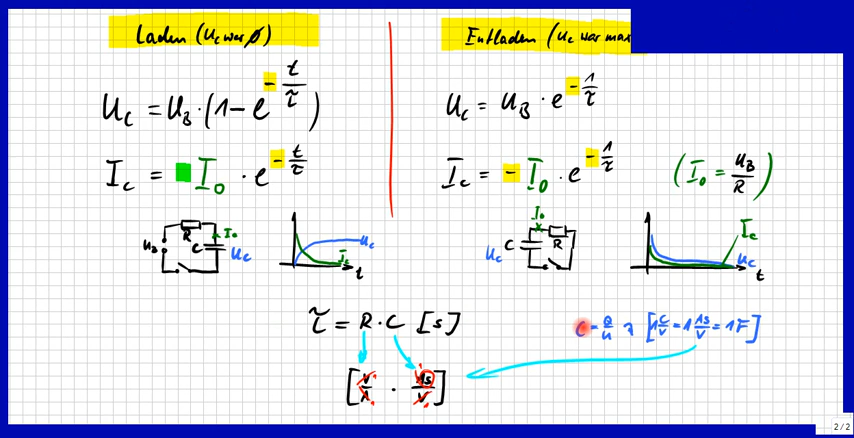 Laden (Uc war 0)
Entladen (Uc war max
Uc = UB · (1 - e^(-t/τ))
Uc = UB · e^(-1/τ)
Ic = I0 · e^(-t/τ)
Ic = - I0 · e^(-1/τ)
(I0 = UB/R)
UB R C I0 Uc
Uc Ic t
I0 C R Uc
Ic Uc t
τ = R · C [s]
C = Q/U → [1 C/V = 1 As/V = 1F]
[V/A · As/V]
2 / 2